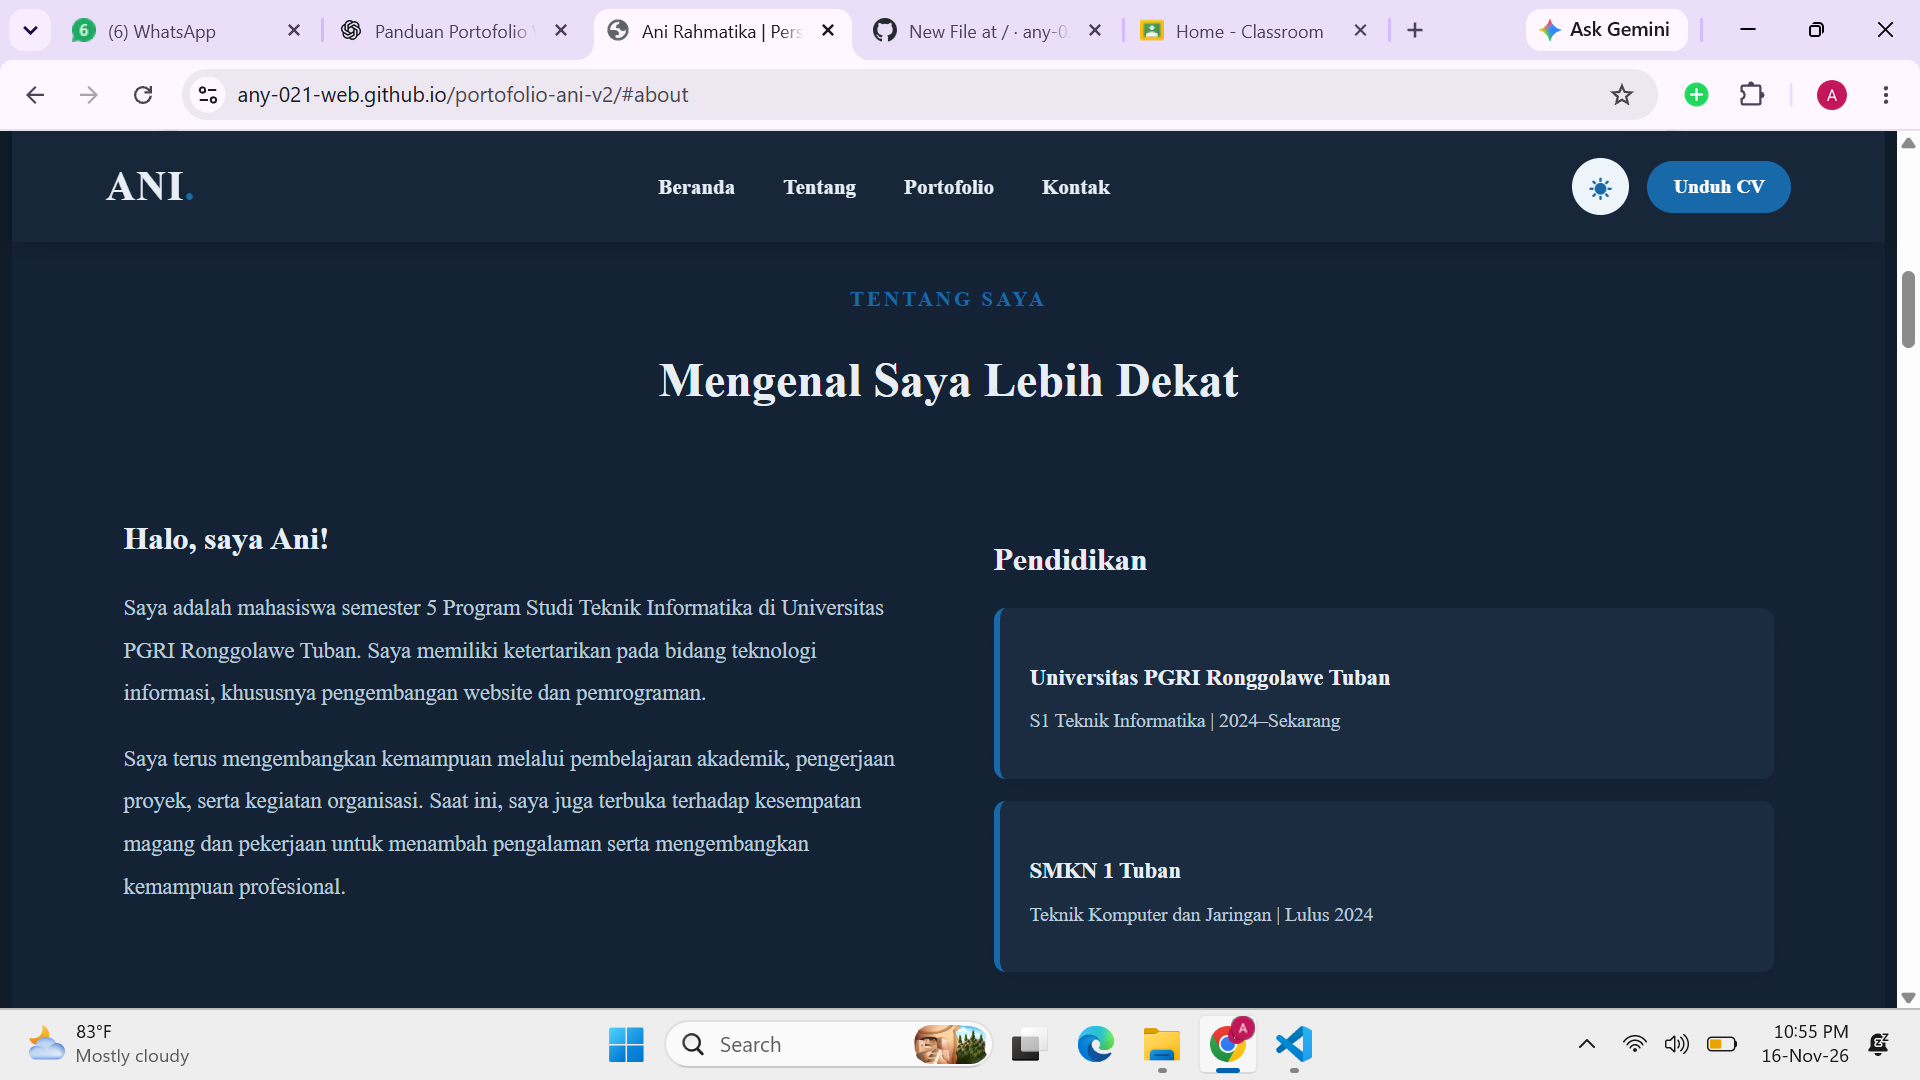 6
(6) WhatsApp
Panduan Portofolio
Ani Rahmatika | Pers
New File at / · any-0
Home - Classroom
Ask Gemini
any-021-web.github.io/portofolio-ani-v2/#about
A
ANI.
Beranda
Tentang
Portofolio
Kontak
Unduh CV
TENTANG SAYA
Mengenal Saya Lebih Dekat
Halo, saya Ani!
Saya adalah mahasiswa semester 5 Program Studi Teknik Informatika di Universitas
PGRI Ronggolawe Tuban. Saya memiliki ketertarikan pada bidang teknologi
informasi, khususnya pengembangan website dan pemrograman.
Saya terus mengembangkan kemampuan melalui pembelajaran akademik, pengerjaan
proyek, serta kegiatan organisasi. Saat ini, saya juga terbuka terhadap kesempatan
magang dan pekerjaan untuk menambah pengalaman serta mengembangkan
kemampuan profesional.
Pendidikan
Universitas PGRI Ronggolawe Tuban
S1 Teknik Informatika | 2024–Sekarang
SMKN 1 Tuban
Teknik Komputer dan Jaringan | Lulus 2024
83°F
Mostly cloudy
Search
A
10:55 PM
16-Nov-26